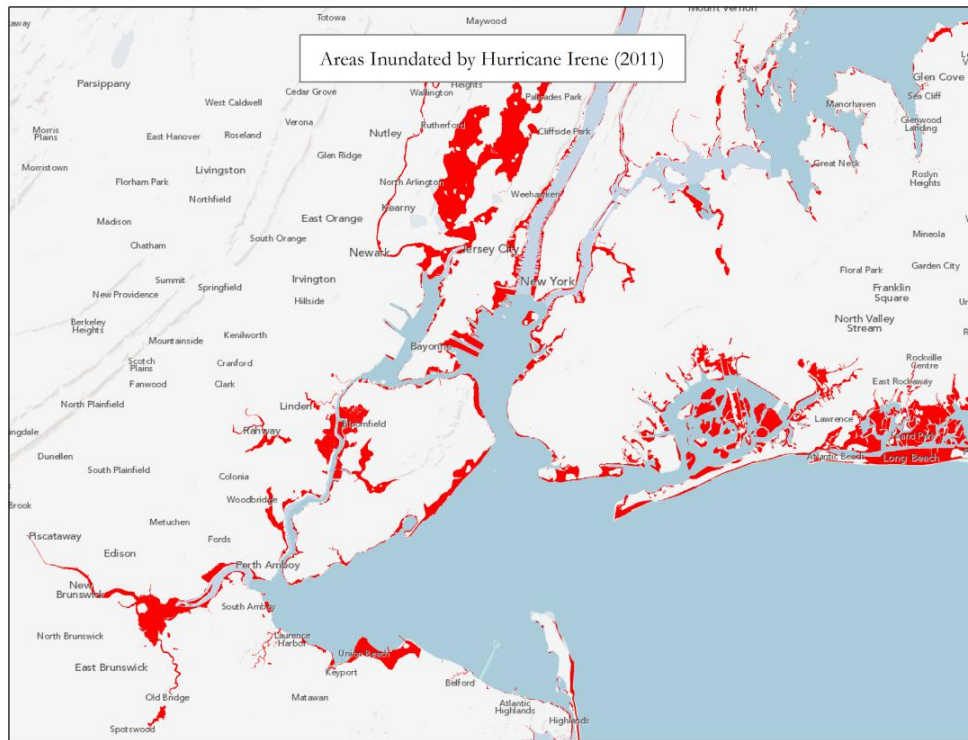 Totowa
Maywood
Mount Vernon
Areas Inundated by Hurricane Irene (2011)
Glen Cove
Parsippany
Cedar Grove
Wallington
Heights
Palisades Park
Sea Cliff
West Caldwell
Manorhaven
Morris
Plains
East Hanover
Roseland
Verona
Nutley
Rutherford
Cliffside Park
Glenwood
Landing
Morristown
Livingston
Glen Ridge
Great Neck
Roslyn
Heights
Florham Park
North Arlington
Weehawken
Northfield
Kearny
Madison
East Orange
Chatham
South Orange
Newark
Jersey City
Mineola
Summit
Irvington
New York
Floral Park
Garden City
New Providence
Springfield
Hillside
Franklin
Square
Berkeley
Heights
Mountainside
Kenilworth
Bayonne
North Valley
Stream
Scotch
Plains
Cranford
Rockville
Centre
Fanwood
Clark
East Rockaway
North Plainfield
Linden
Lawrence
Rahway
Bloomfield
Dunellen
Atlantic Beach
Long Beach
South Plainfield
Colonia
Woodbridge
Brook
Metuchen
Piscataway
Edison
Fords
Perth Amboy
New
Brunswick
South Amboy
North Brunswick
Laurence
Harbor
Union Beach
East Brunswick
Keyport
Belford
Old Bridge
Matawan
Atlantic
Highlands
Highlands
Spotswood